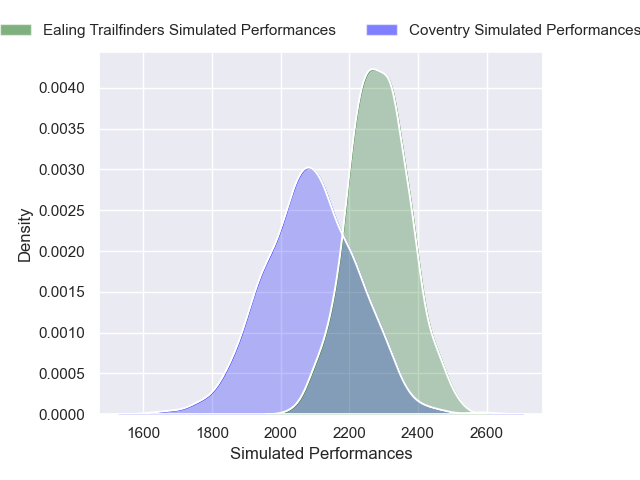 Ealing Trailfinders Simulated Performances
Coventry Simulated Performances
0.0040
0.0035
0.0030
0.0025
0.0020
0.0015
0.0010
0.0005
0.0000
Density
1600 1800 2000 2200 2400 2600
Simulated Performances